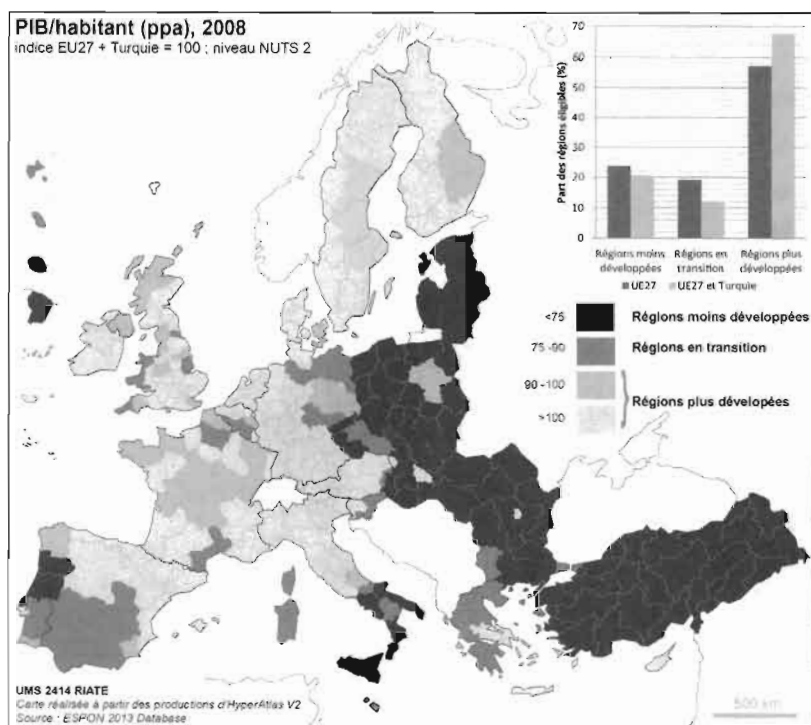 PIB/habitant (ppa), 2008
indice EU27 + Turquie = 100 ; niveau NUTS 2
Part des régions éligibles (%)
70
60
50
40
30
20
10
0
Régions moins développées
Régions en transition
Régions plus développées
UE27
UE27 et Turquie
<75 Régions moins développées
75 -90 Régions en transition
90 -100
>100
Régions plus dévelopées
UMS 2414 RIATE
Carte réalisée à partir des productions d'HyperAtlas V2
Source : ESPON 2013 Database
500 km